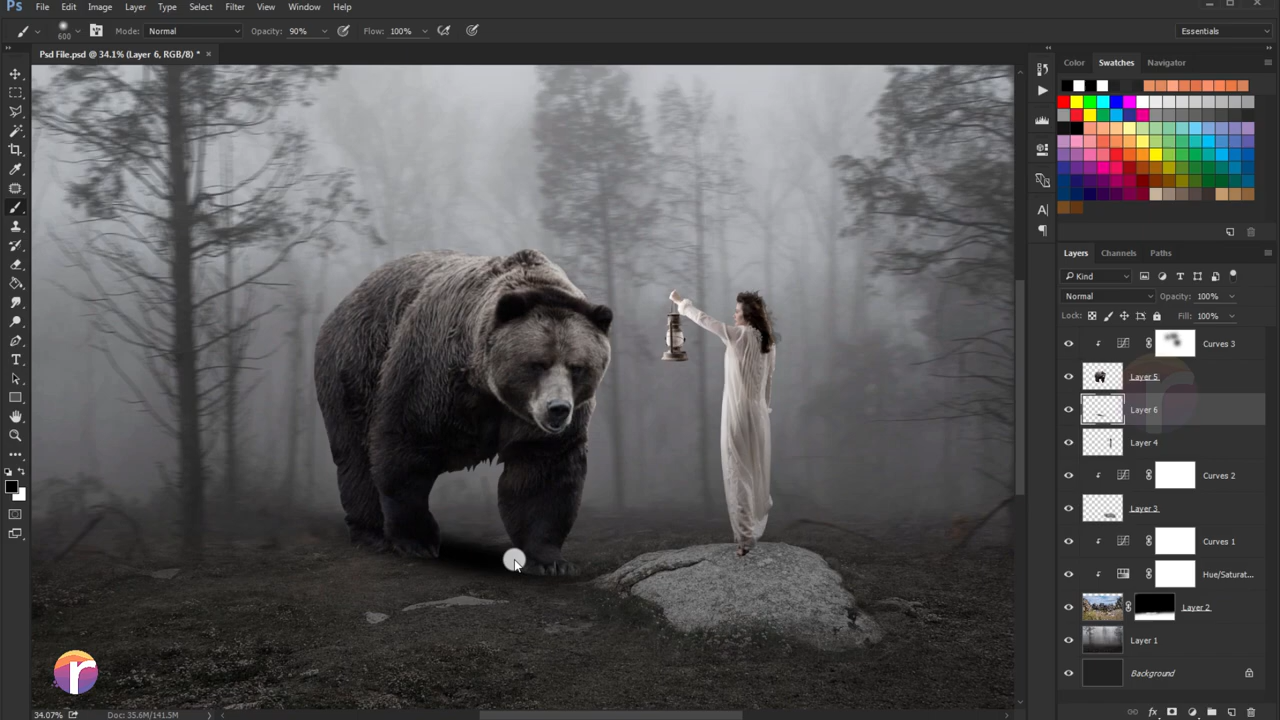 Ps File Edit Image Layer Type Select Filter View Window Help
600 Mode: Normal Opacity: 90% Flow: 100% Essentials
Psd File.psd @ 34.1% (Layer 6, RGB/8) * ×
Color Swatches Navigator
Layers Channels Paths
Kind
Normal Opacity: 100%
Lock: Fill: 100%
Curves 3
Layer 5
Layer 6
Layer 4
Curves 2
Layer 3
Curves 1
Hue/Saturat...
Layer 2
Layer 1
Background
r
34.07% Doc: 35.6M/141.5M